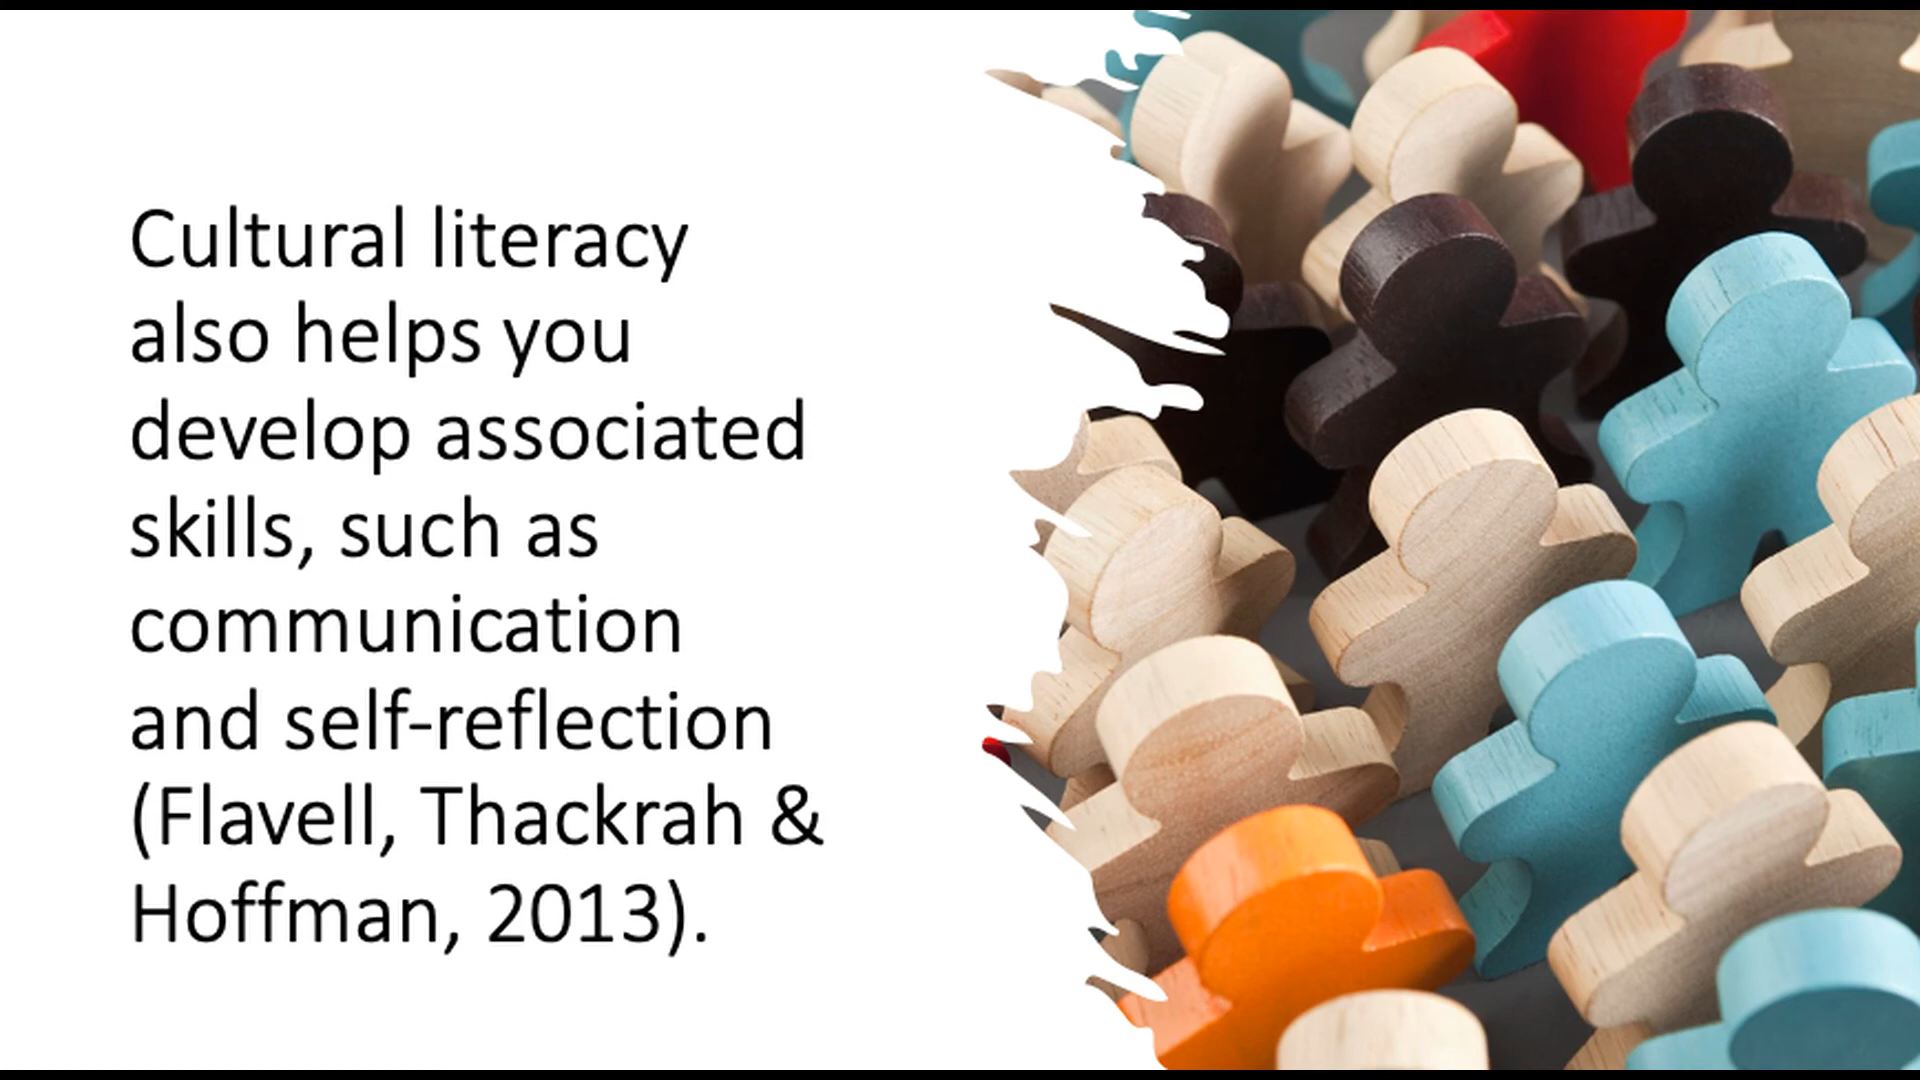 Cultural literacy
also helps you
develop associated
skills, such as
communication
and self-reflection
(Flavell, Thackrah &
Hoffman, 2013).